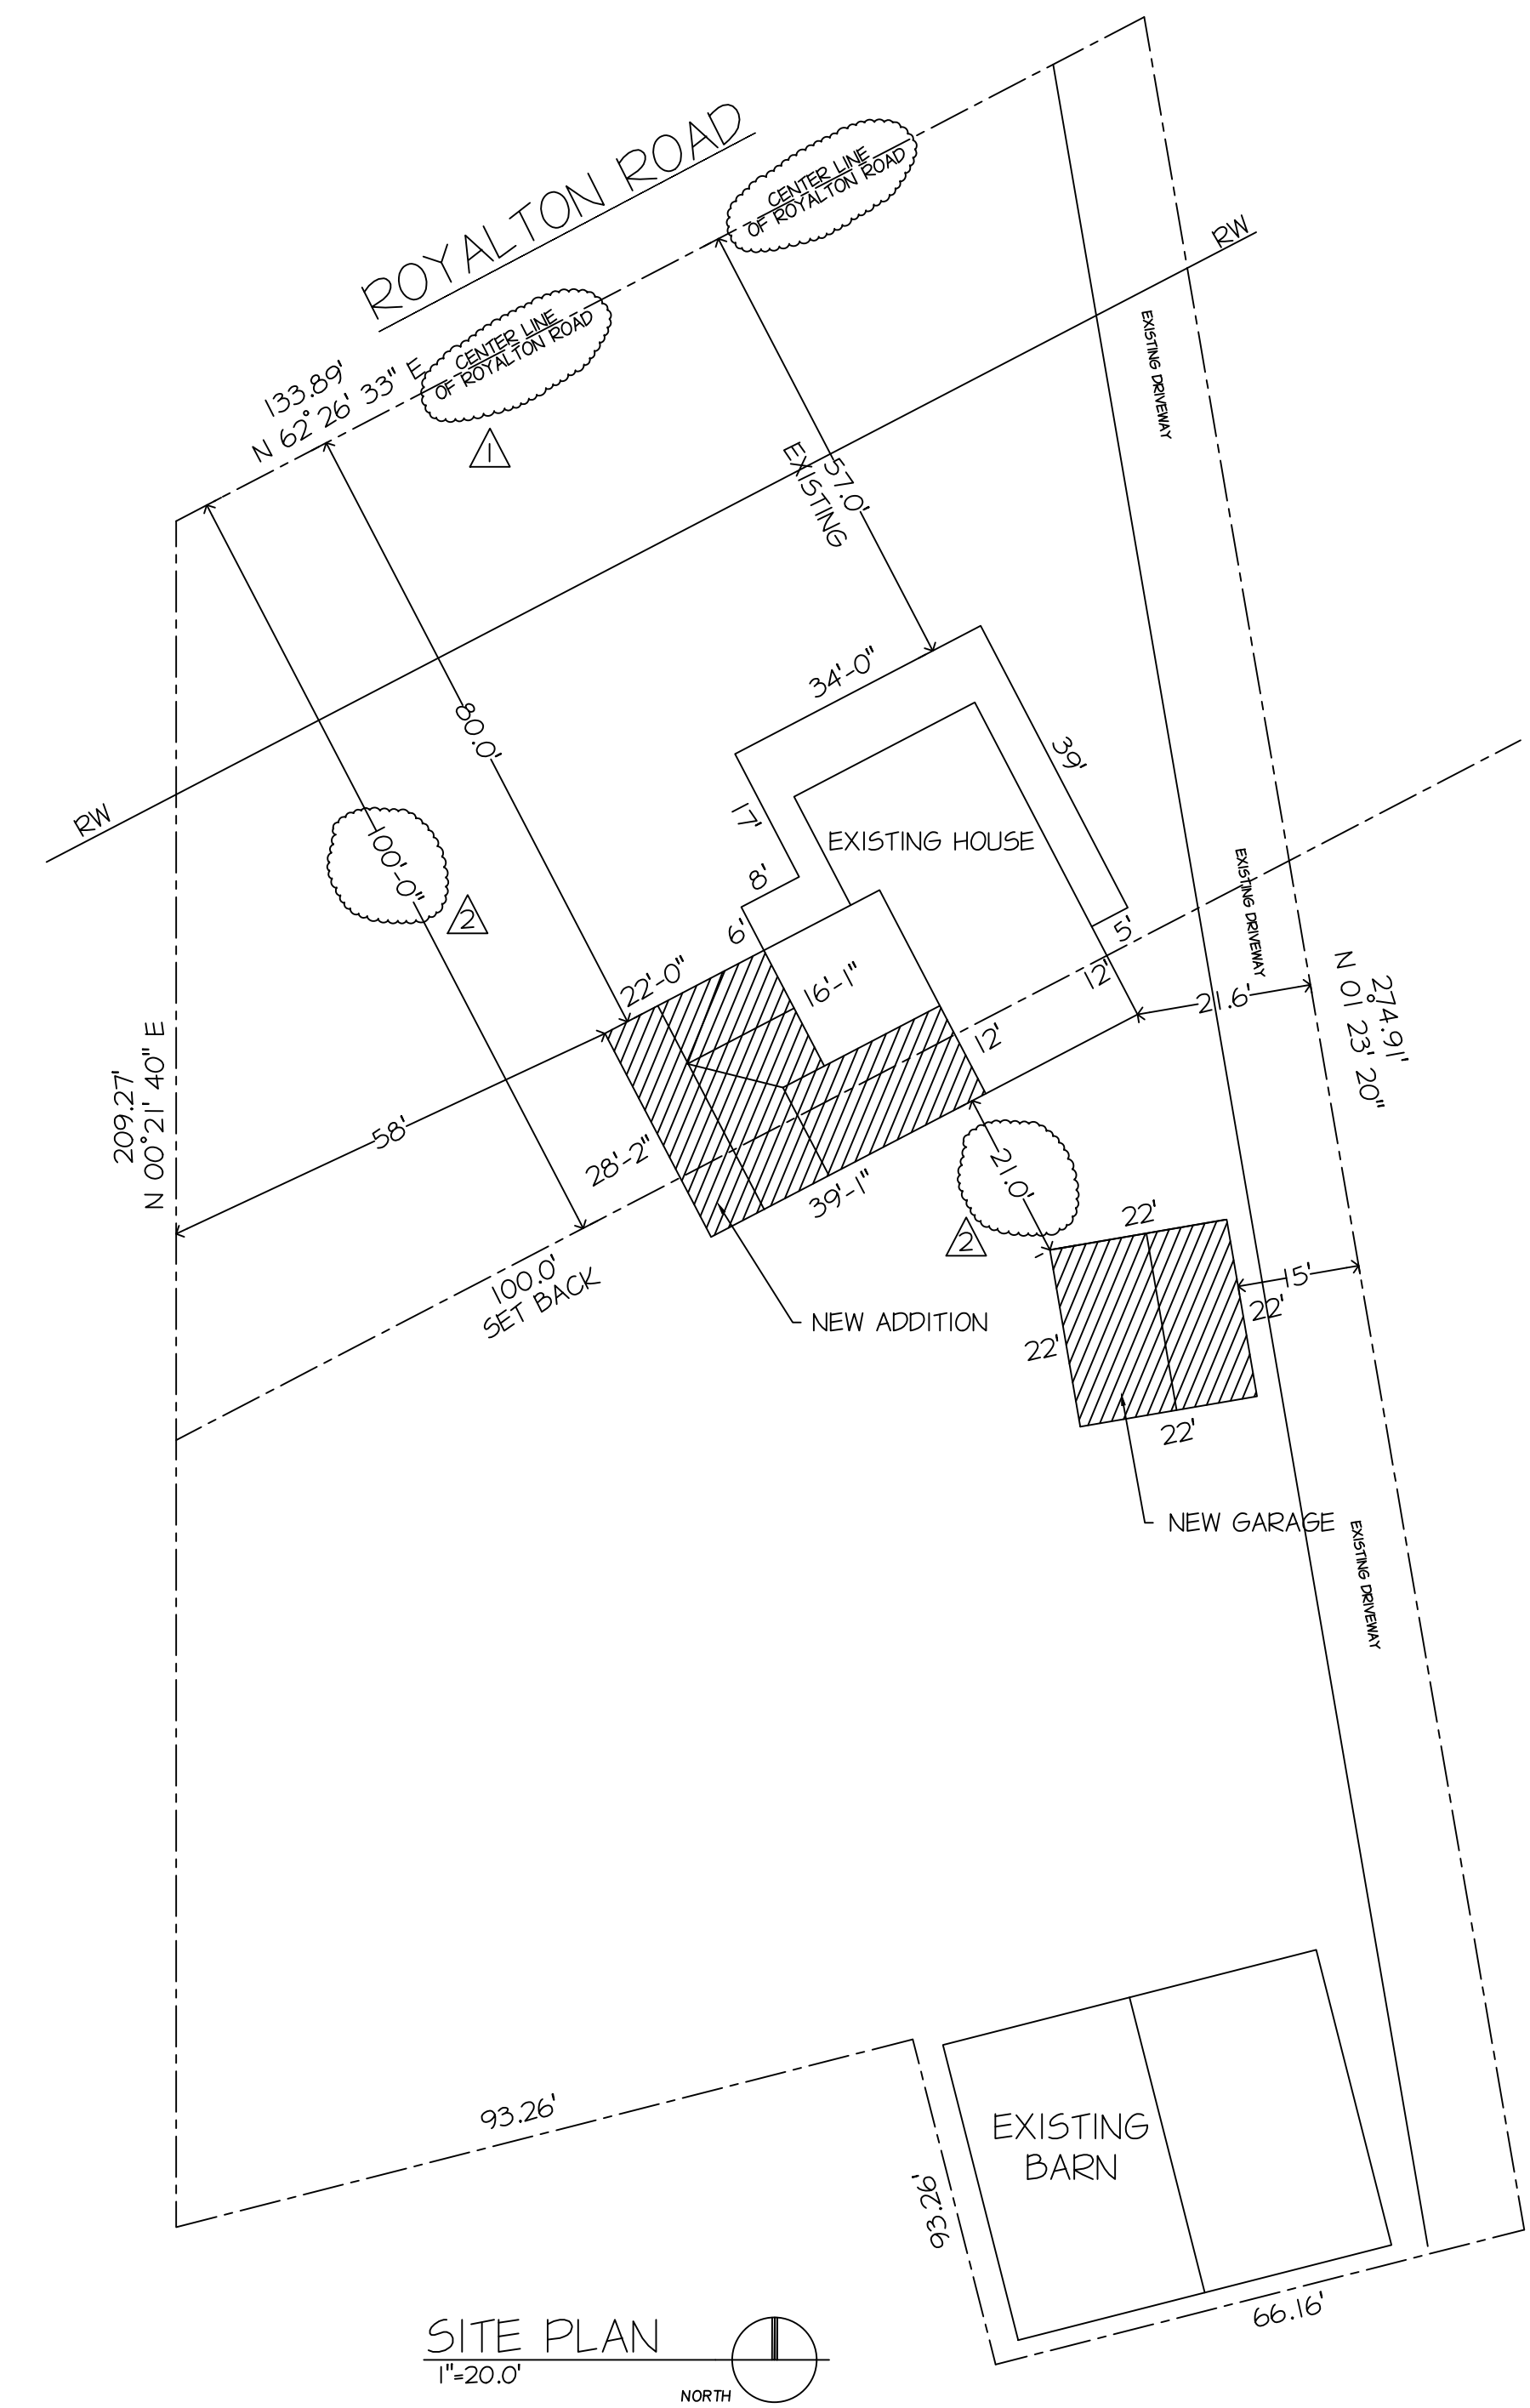 ROYALTON ROAD
CENTER LINE
OF ROYALTON ROAD
RW
133.89'
N 62° 26' 33" E
CENTER LINE
OF ROYALTON ROAD
1
EXISTING DRIVEWAY
57.0'
EXISTING
34'-0"
39'
80.0'
RW
100'-0"
2
17'
EXISTING HOUSE
8'
6'
5'
12'
EXISTING DRIVEWAY
22'-0"
16'-1"
12'
21.6'
274.91'
N 01° 23' 20"
209.27'
N 00°21' 40" E
58'
28'-2"
39'-1"
21.0'
2
100.0'
SET BACK
NEW ADDITION
22'
15'
22'
22'
22'
NEW GARAGE
EXISTING DRIVEWAY
93.26'
EXISTING
BARN
93.26'
66.16'
SITE PLAN
1"=20.0'
NORTH